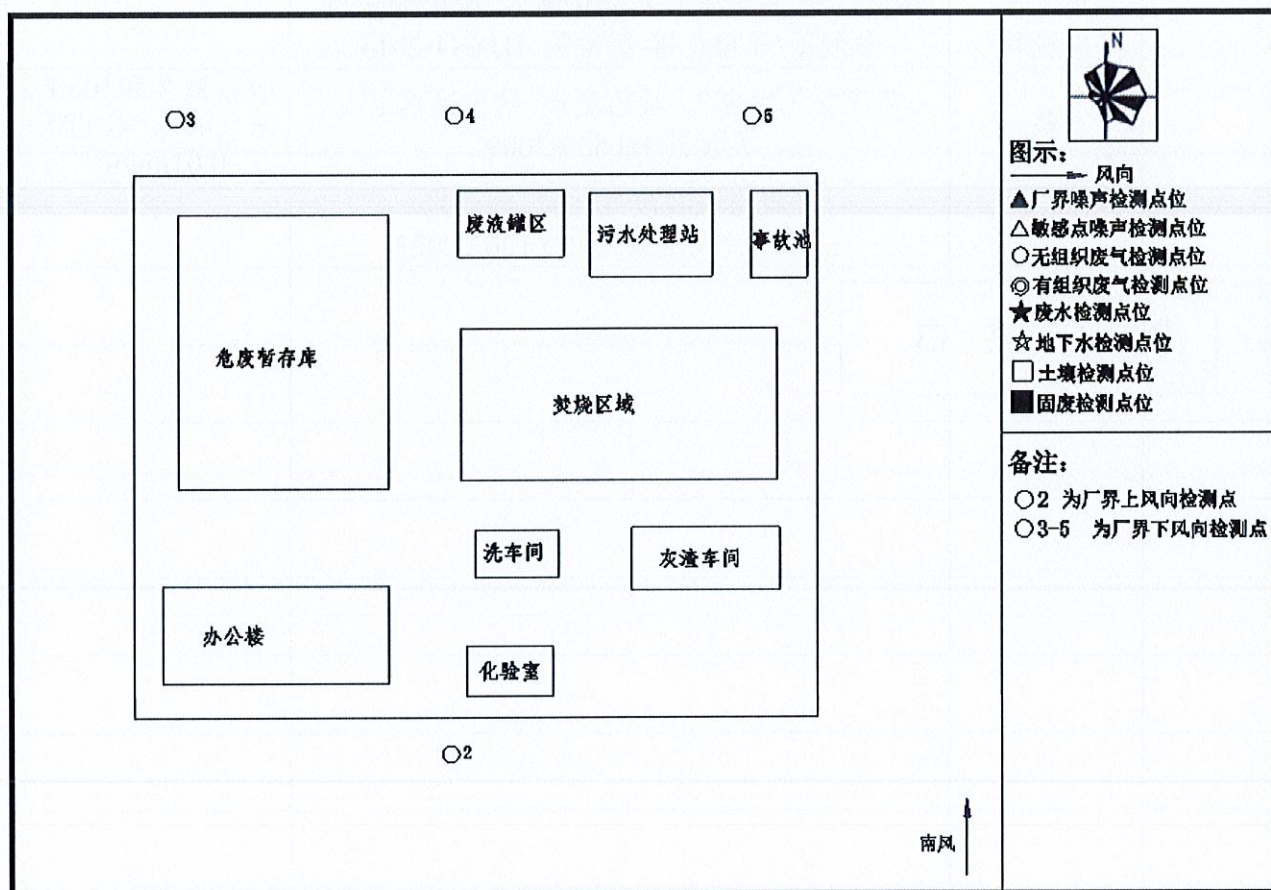 N
○3
○4
○5
图示：
风向
▲厂界噪声检测点位
△敏感点噪声检测点位
○无组织废气检测点位
◎有组织废气检测点位
★废水检测点位
☆地下水检测点位
□土壤检测点位
■固废检测点位
废液罐区
污水处理站
事故池
危废暂存库
焚烧区域
备注：
○2 为厂界上风向检测点
○3-5 为厂界下风向检测点
洗车间
灰渣车间
办公楼
化验室
○2
南风